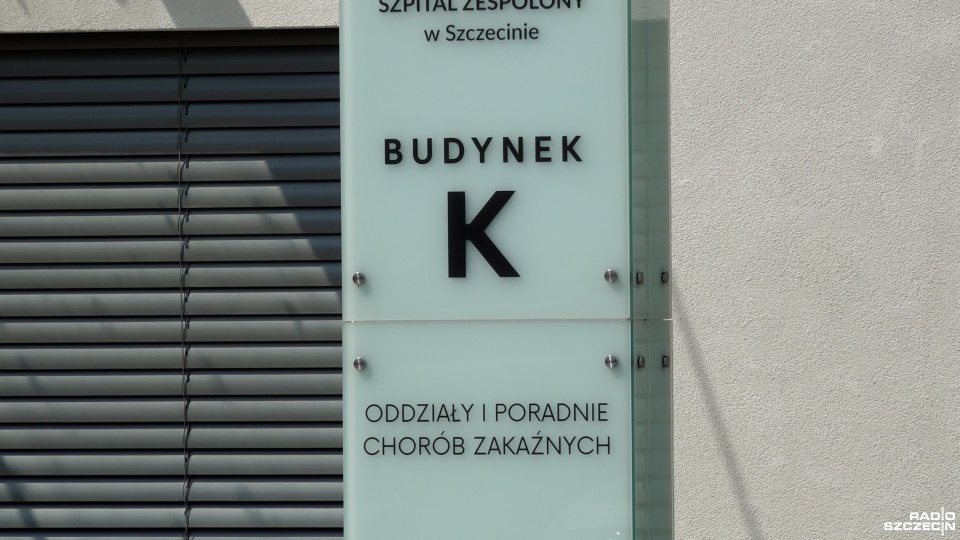 SZPITAL ZESPOLONY
w Szczecinie
BUDYNEK
K
ODDZIAŁY I PORADNIE
CHORÓB ZAKAŹNYCH
RADIO
SZCZECIN